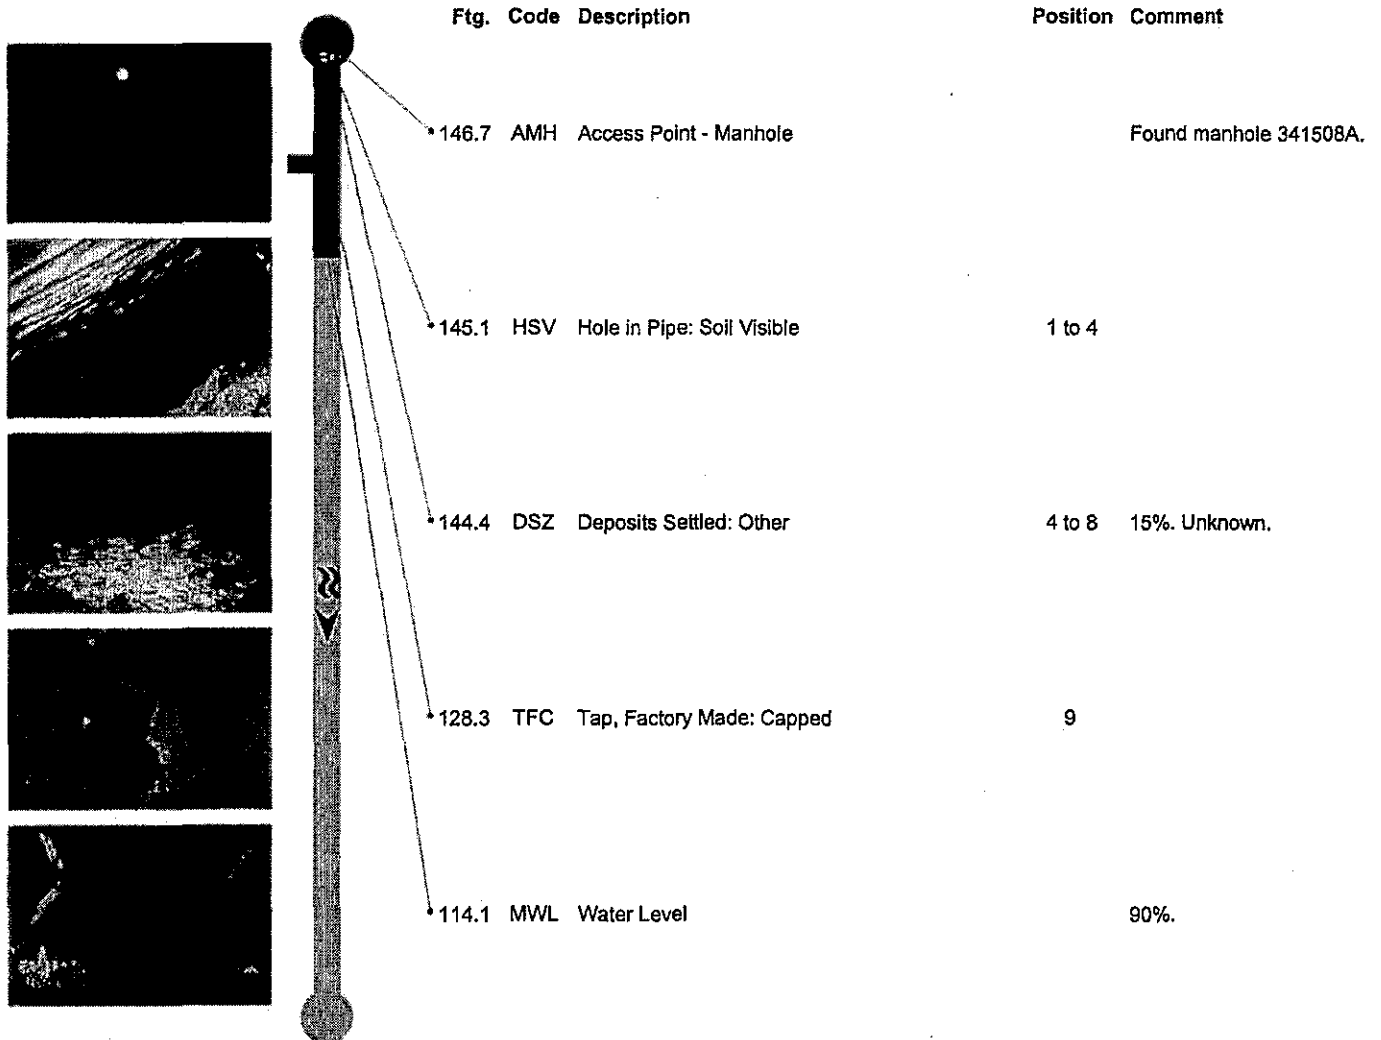 Ftg. Code Description Position Comment
146.7 AMH Access Point - Manhole Found manhole 341508A.
145.1 HSV Hole in Pipe: Soil Visible 1 to 4
144.4 DSZ Deposits Settled: Other 4 to 8 15%. Unknown.
128.3 TFC Tap, Factory Made: Capped 9
114.1 MWL Water Level 90%.